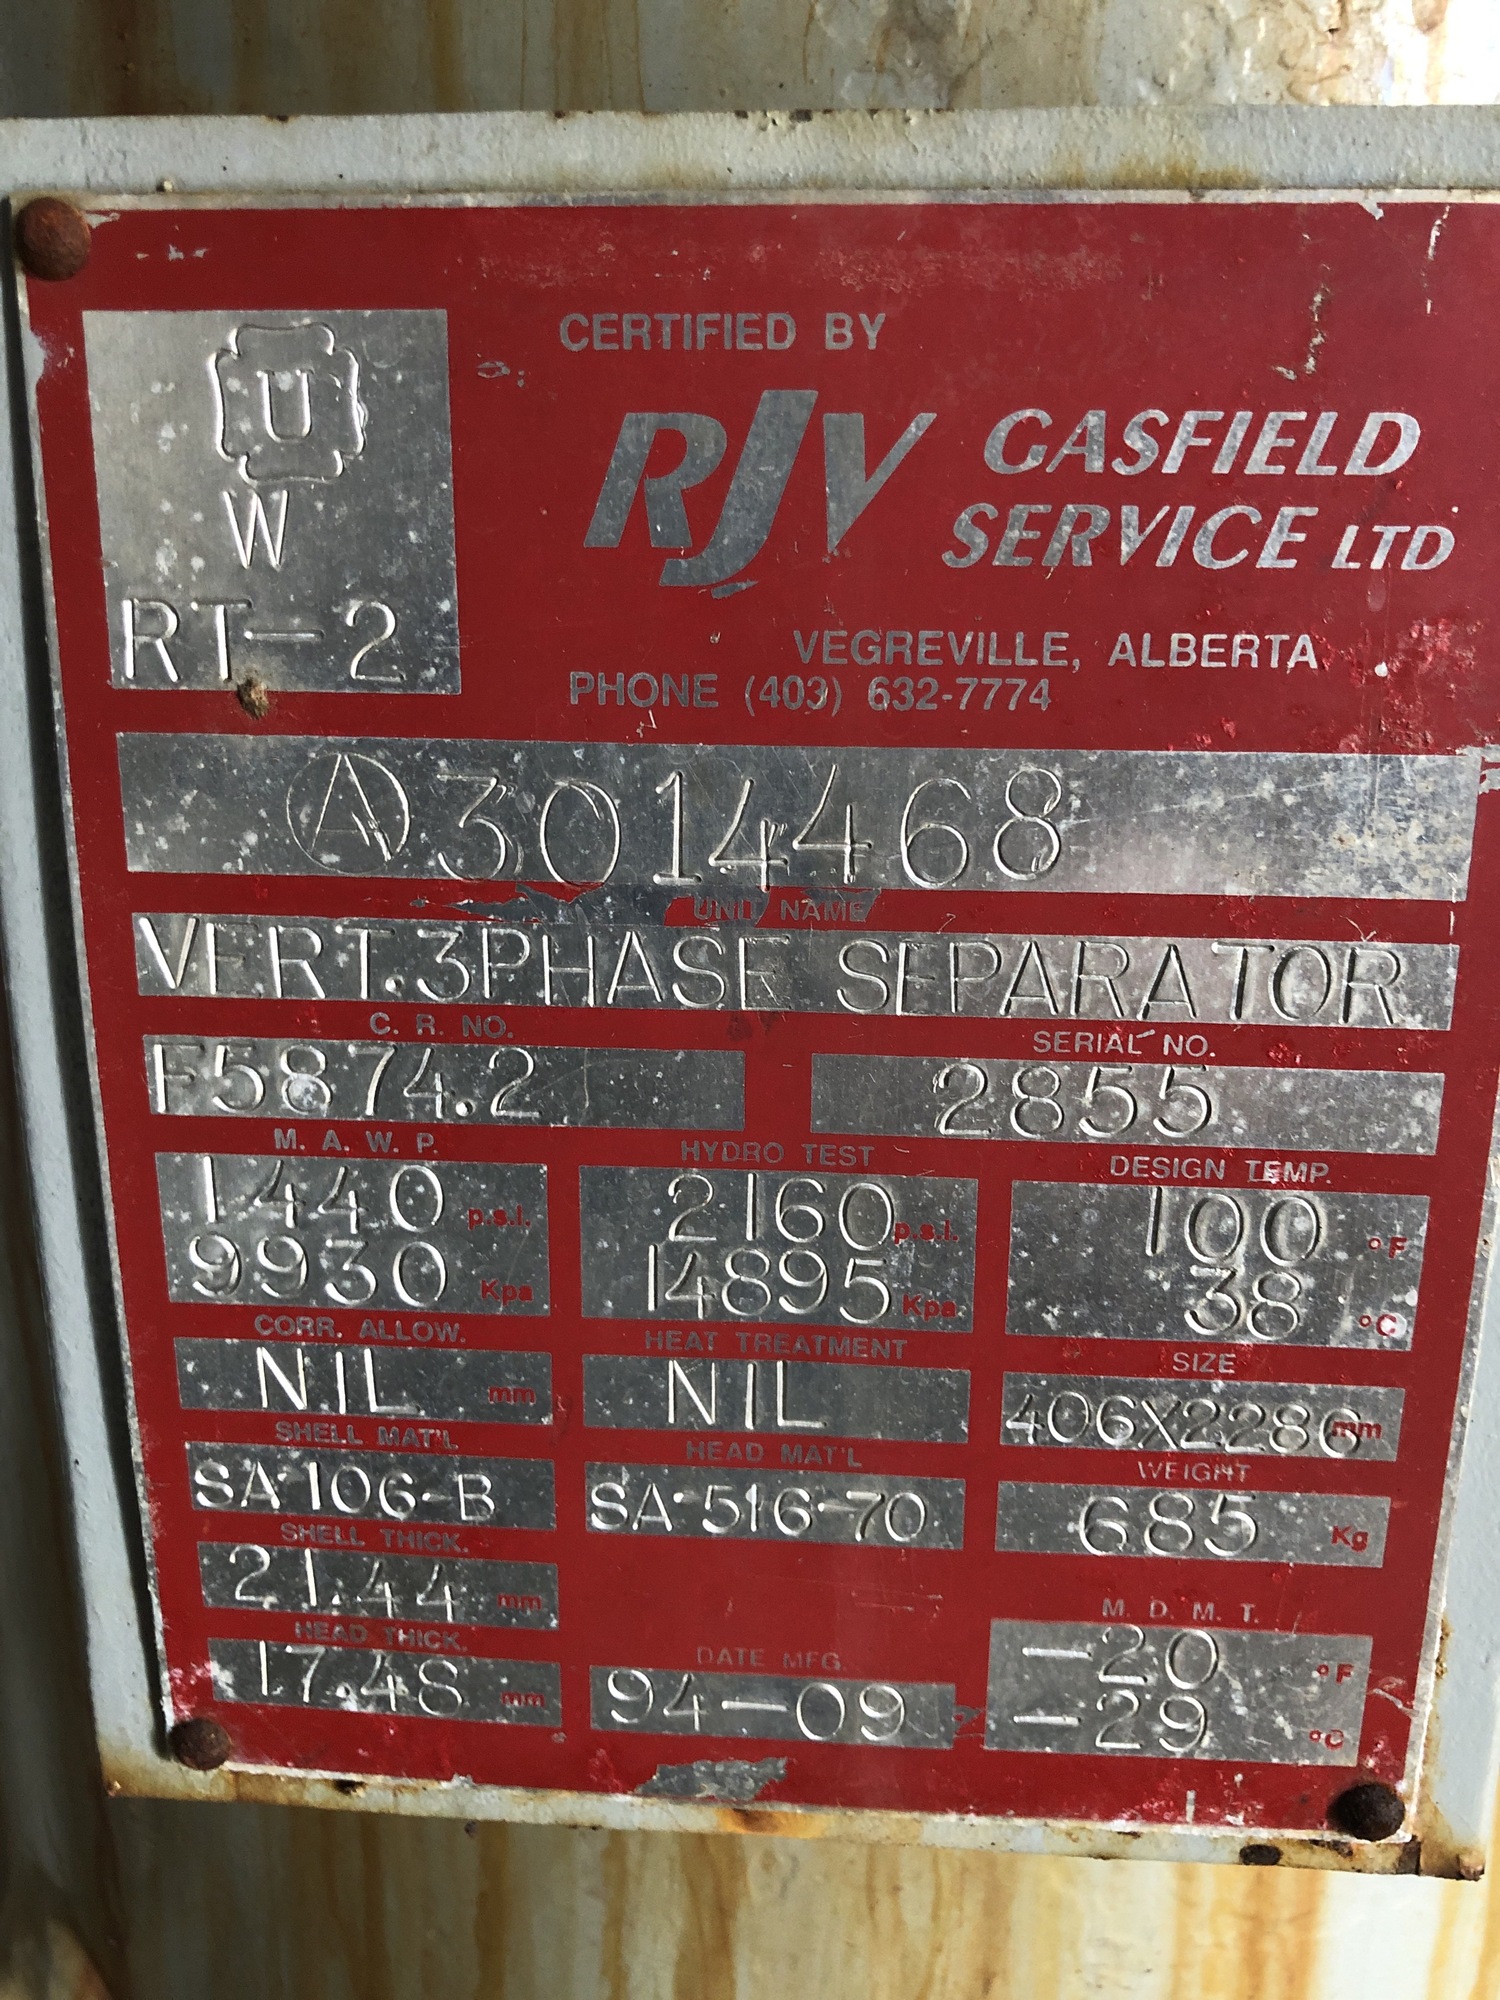 CERTIFIED BY
U
W
RT-2
RJV GASFIELD
SERVICE LTD
VEGREVILLE, ALBERTA
PHONE (403) 632-7774
Ⓐ3014468
UNIT NAME
VERT.3PHASE SEPARATOR
C. R. NO. SERIAL NO.
F5874.2 2855
M. A. W. P. HYDRO TEST DESIGN TEMP.
1440 p.s.i. 2160 p.s.i. 100 °F
9930 Kpa 14895 Kpa 38 °C
CORR. ALLOW. HEAT TREATMENT SIZE
NIL mm NIL 406X2286 mm
SHELL MAT'L HEAD MAT'L WEIGHT
SA-106-B SA-516-70 685 Kg
SHELL THICK.
21.44 mm
HEAD THICK. DATE MFG. M. D. M. T.
17.48 mm 94-09 -20 °F
-29 °C